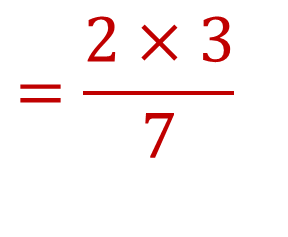 = 2 × 3
7